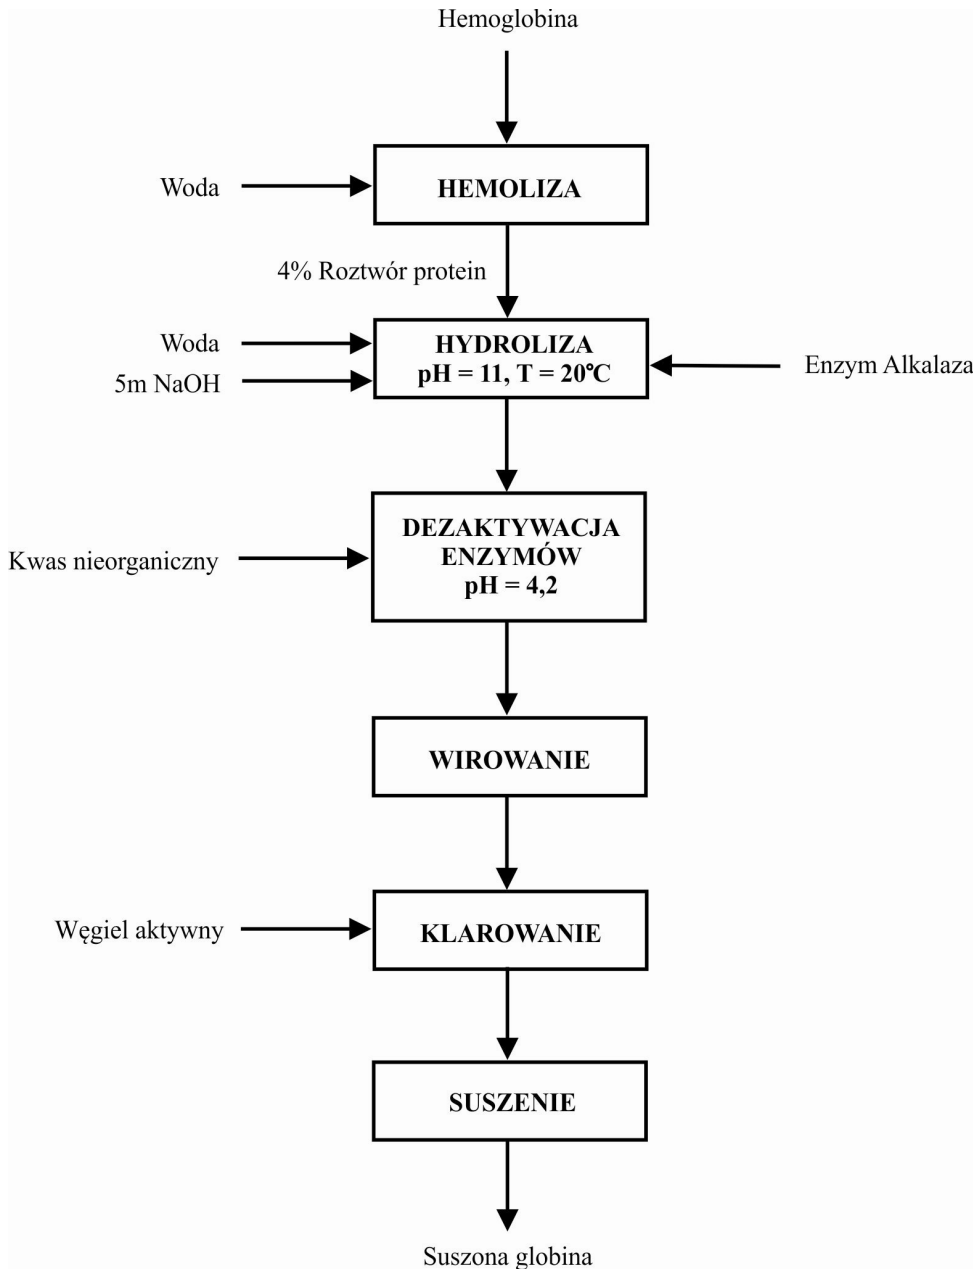 Hemoglobina
Woda
HEMOLIZA
4% Roztwór protein
Woda
5m NaOH
HYDROLIZA
pH = 11, T = 20℃
Enzym Alkalaza
Kwas nieorganiczny
DEZAKTYWACJA
ENZYMÓW
pH = 4,2
WIROWANIE
Węgiel aktywny
KLAROWANIE
SUSZENIE
Suszona globina